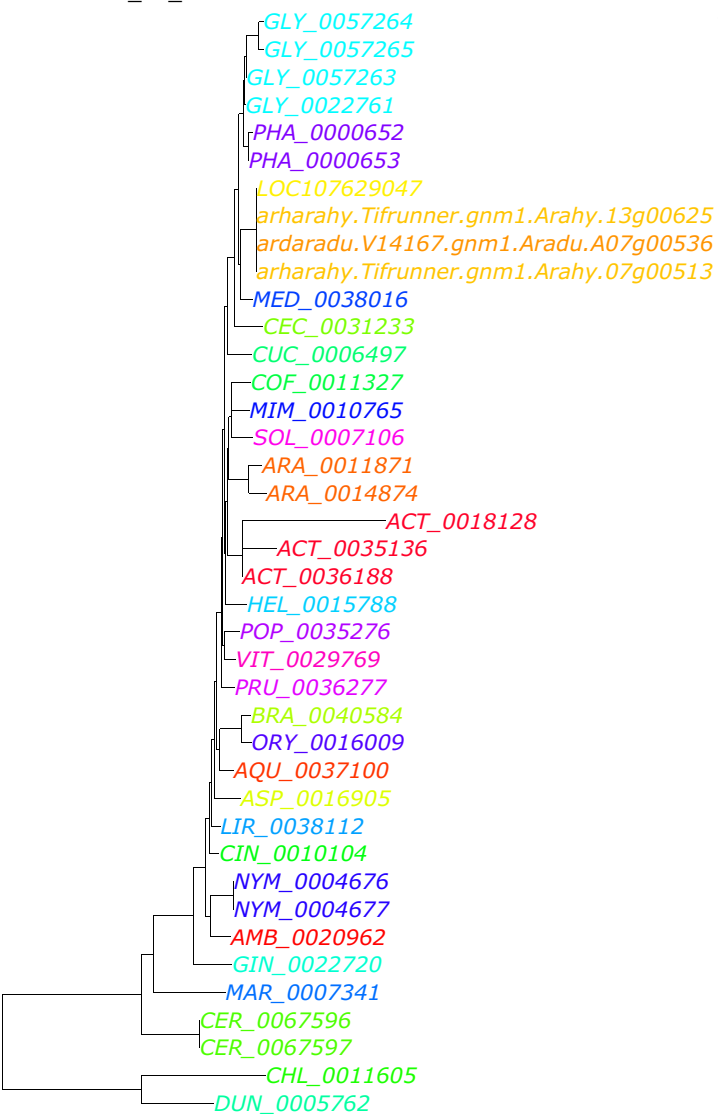 GLY_0057264
GLY_0057265
GLY_0057263
GLY_0022761
PHA_0000652
PHA_0000653
LOC107629047
arharahy.Tifrunner.gnm1.Arahy.13g00625
ardaradu.V14167.gnm1.Aradu.A07g00536
arharahy.Tifrunner.gnm1.Arahy.07g00513
MED_0038016
CEC_0031233
CUC_0006497
COF_0011327
MIM_0010765
SOL_0007106
ARA_0011871
ARA_0014874
ACT_0018128
ACT_0035136
ACT_0036188
HEL_0015788
POP_0035276
VIT_0029769
PRU_0036277
BRA_0040584
ORY_0016009
AQU_0037100
ASP_0016905
LIR_0038112
CIN_0010104
NYM_0004676
NYM_0004677
AMB_0020962
GIN_0022720
MAR_0007341
CER_0067596
CER_0067597
CHL_0011605
DUN_0005762